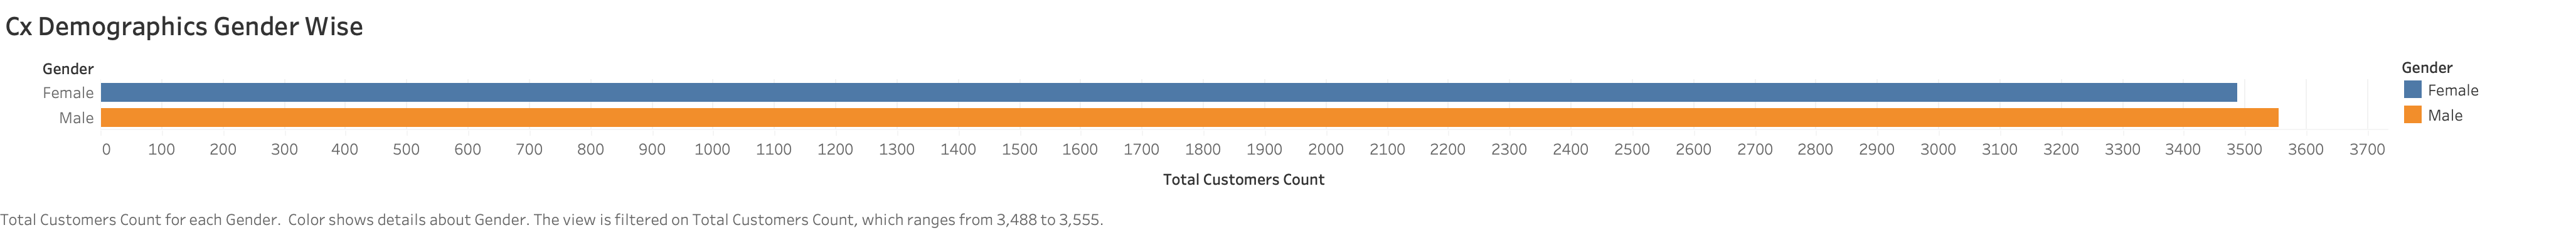 Cx Demographics Gender Wise
Gender
Female
Male
0 100 200 300 400 500 600 700 800 900 1000 1100 1200 1300 1400 1500 1600 1700 1800 1900 2000 2100 2200 2300 2400 2500 2600 2700 2800 2900 3000 3100 3200 3300 3400 3500 3600 3700
Total Customers Count
Gender
Female
Male
Total Customers Count for each Gender.  Color shows details about Gender. The view is filtered on Total Customers Count, which ranges from 3,488 to 3,555.